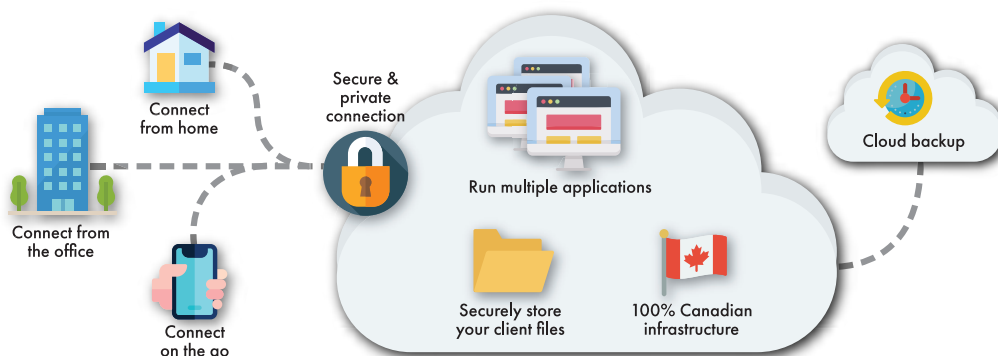 Connect
from home
Connect from
the office
Connect
on the go
Secure &
private
connection
Run multiple applications
Securely store
your client files
100% Canadian
infrastructure
Cloud backup